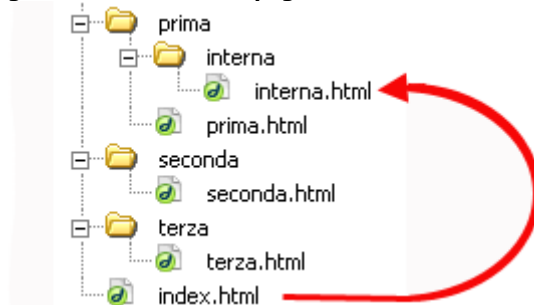 prima
interna
interna.html
prima.html
seconda
seconda.html
terza
terza.html
index.html